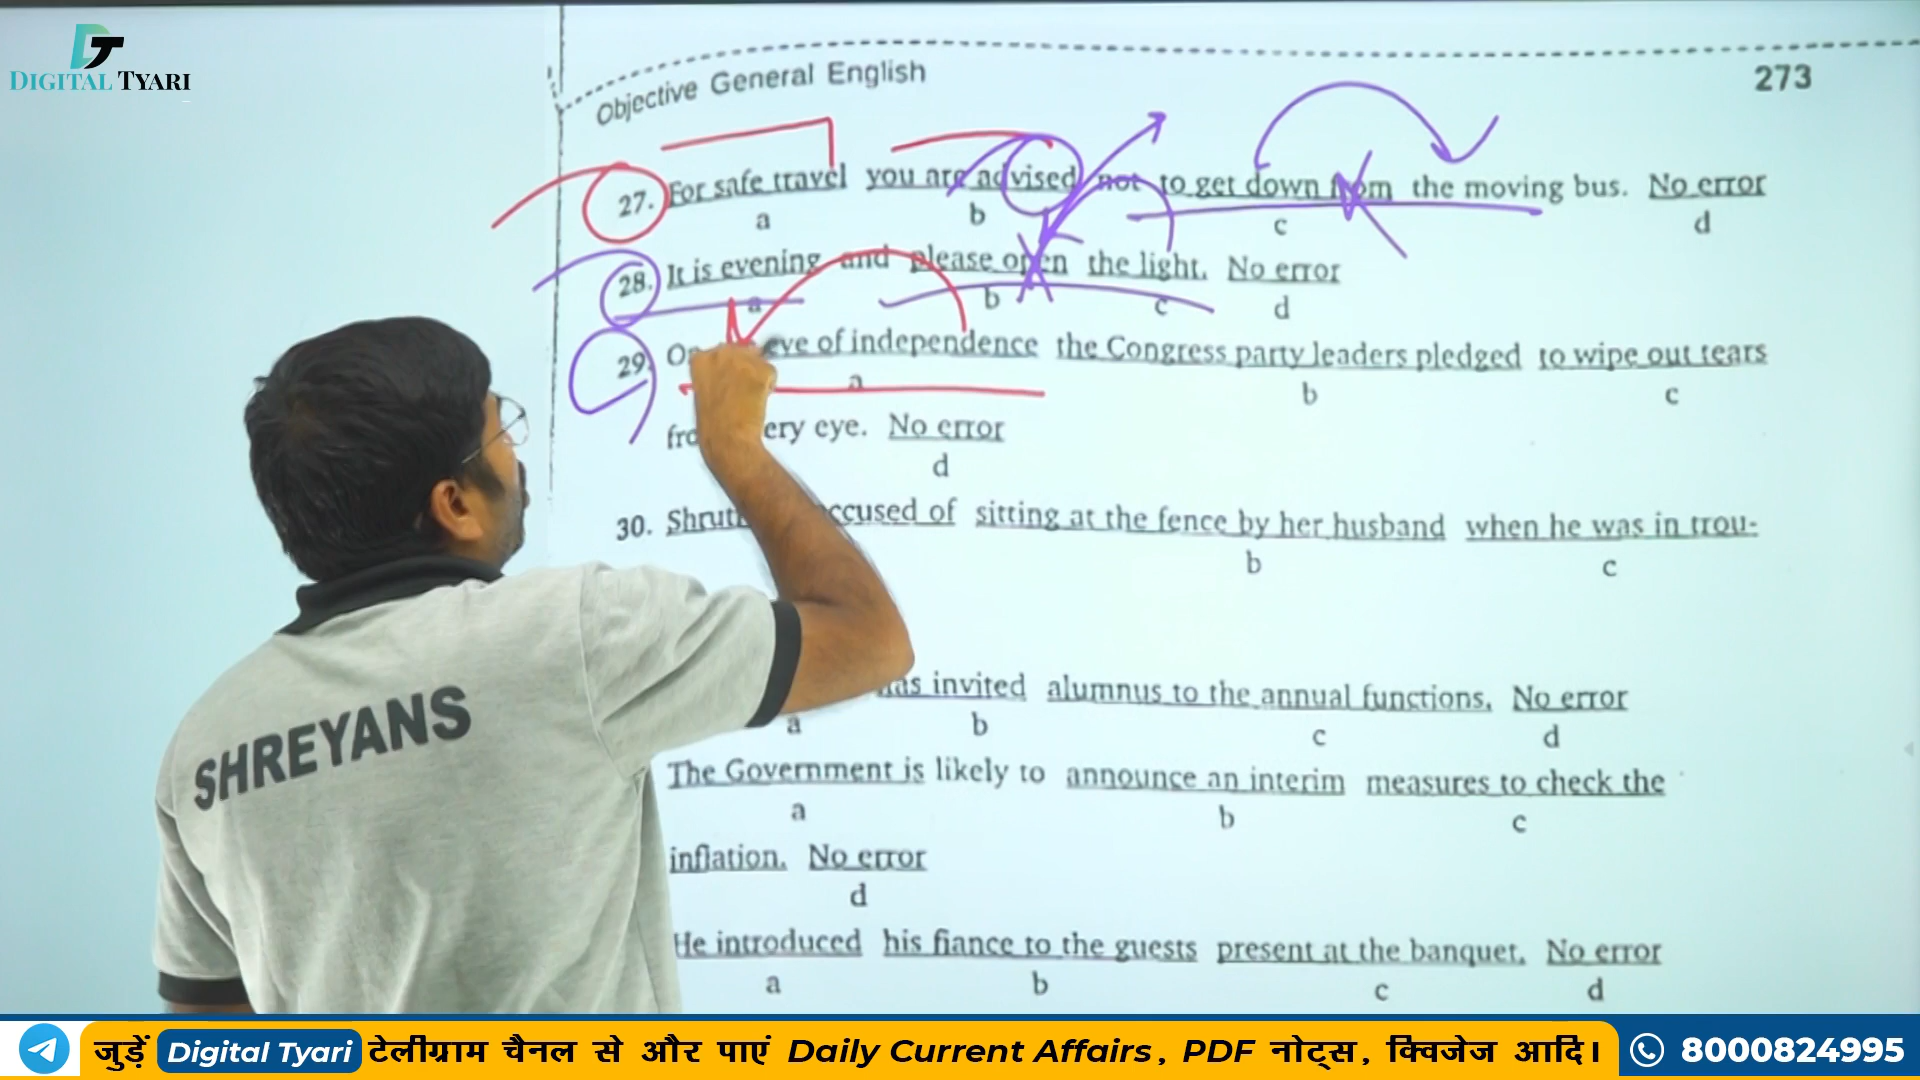 DIGITAL TYARI
Objective General English
273
27. For safe travel you are advised not to get down from the moving bus. No error
a b c d
28. It is evening and please open the light. No error
a b c d
29. eve of independence the Congress party leaders pledged to wipe out tears
a b c
eye. No error
d
30. sitting at the fence by her husband when he was in trou-
b c
has invited alumnus to the annual functions. No error
a b c d
The Government is likely to announce an interim measures to check the
a b c
inflation. No error
d
He introduced his fiance to the guests present at the banquet. No error
a b c d
SHREYANS
जुड़ें Digital Tyari टेलीग्राम चैनल से और पाएं Daily Current Affairs, PDF नोट्स, क्विजेज आदि। 8000824995